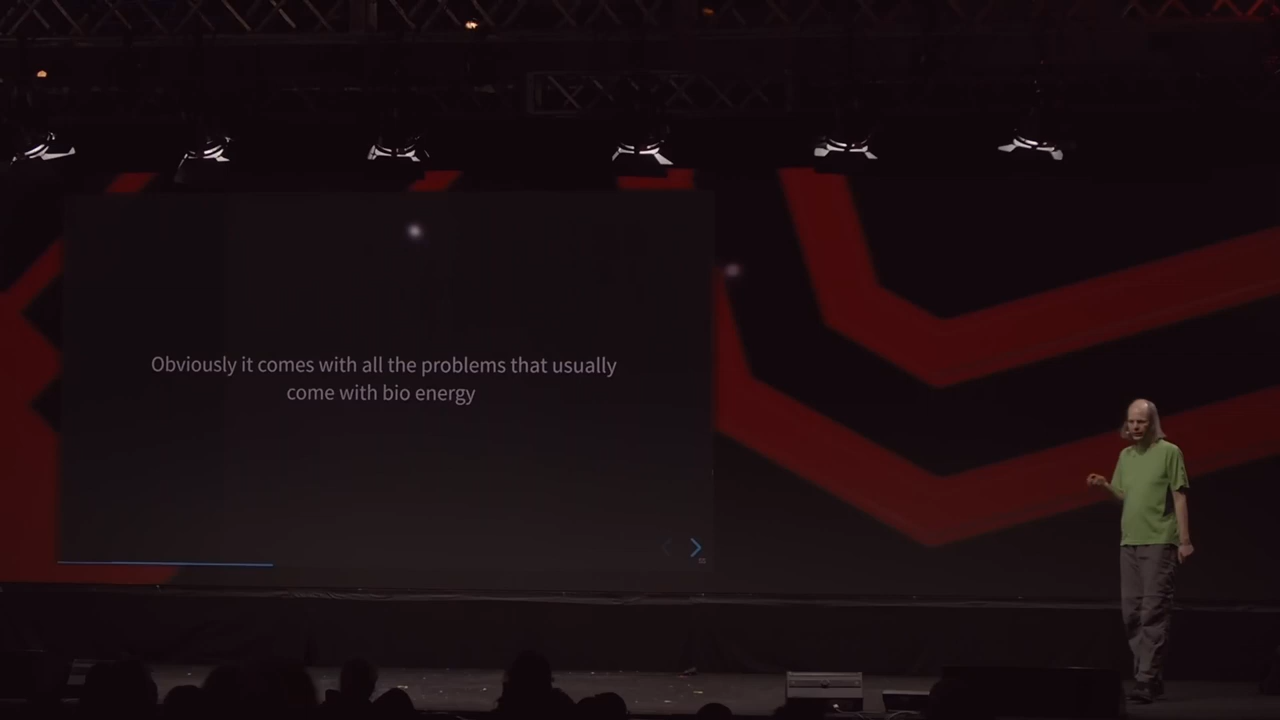 Obviously it comes with all the problems that usually
come with bio energy